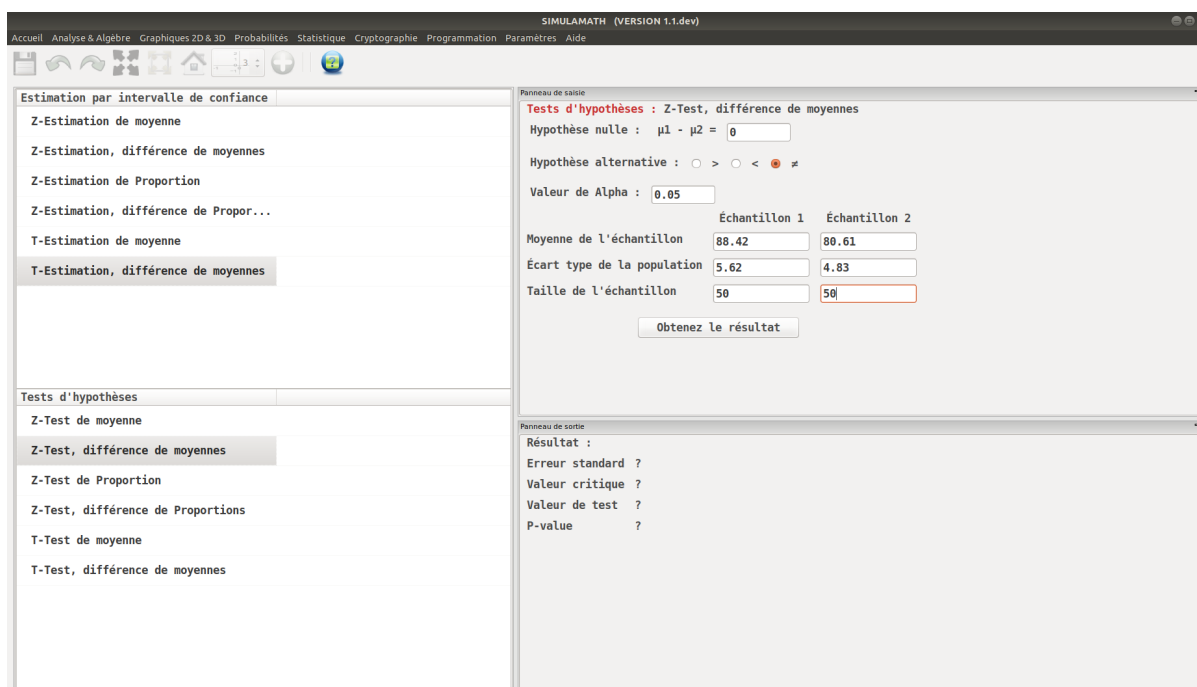 SIMULAMATH (VERSION 1.1.dev)
Accueil Analyse & Algèbre Graphiques 2D & 3D Probabilités Statistique Cryptographie Programmation Paramètres Aide
3
Estimation par intervalle de confiance
Z-Estimation de moyenne
Z-Estimation, différence de moyennes
Z-Estimation de Proportion
Z-Estimation, différence de Propor...
T-Estimation de moyenne
T-Estimation, différence de moyennes
Tests d'hypothèses
Z-Test de moyenne
Z-Test, différence de moyennes
Z-Test de Proportion
Z-Test, différence de Proportions
T-Test de moyenne
T-Test, différence de moyennes
Panneau de saisie
Tests d'hypothèses : Z-Test, différence de moyennes
Hypothèse nulle : μ1 - μ2 = 0
Hypothèse alternative : > < ≠
Valeur de Alpha : 0.05
Échantillon 1 Échantillon 2
Moyenne de l'échantillon 88.42 80.61
Écart type de la population 5.62 4.83
Taille de l'échantillon 50 50
Obtenez le résultat
Panneau de sortie
Résultat :
Erreur standard ?
Valeur critique ?
Valeur de test ?
P-value ?